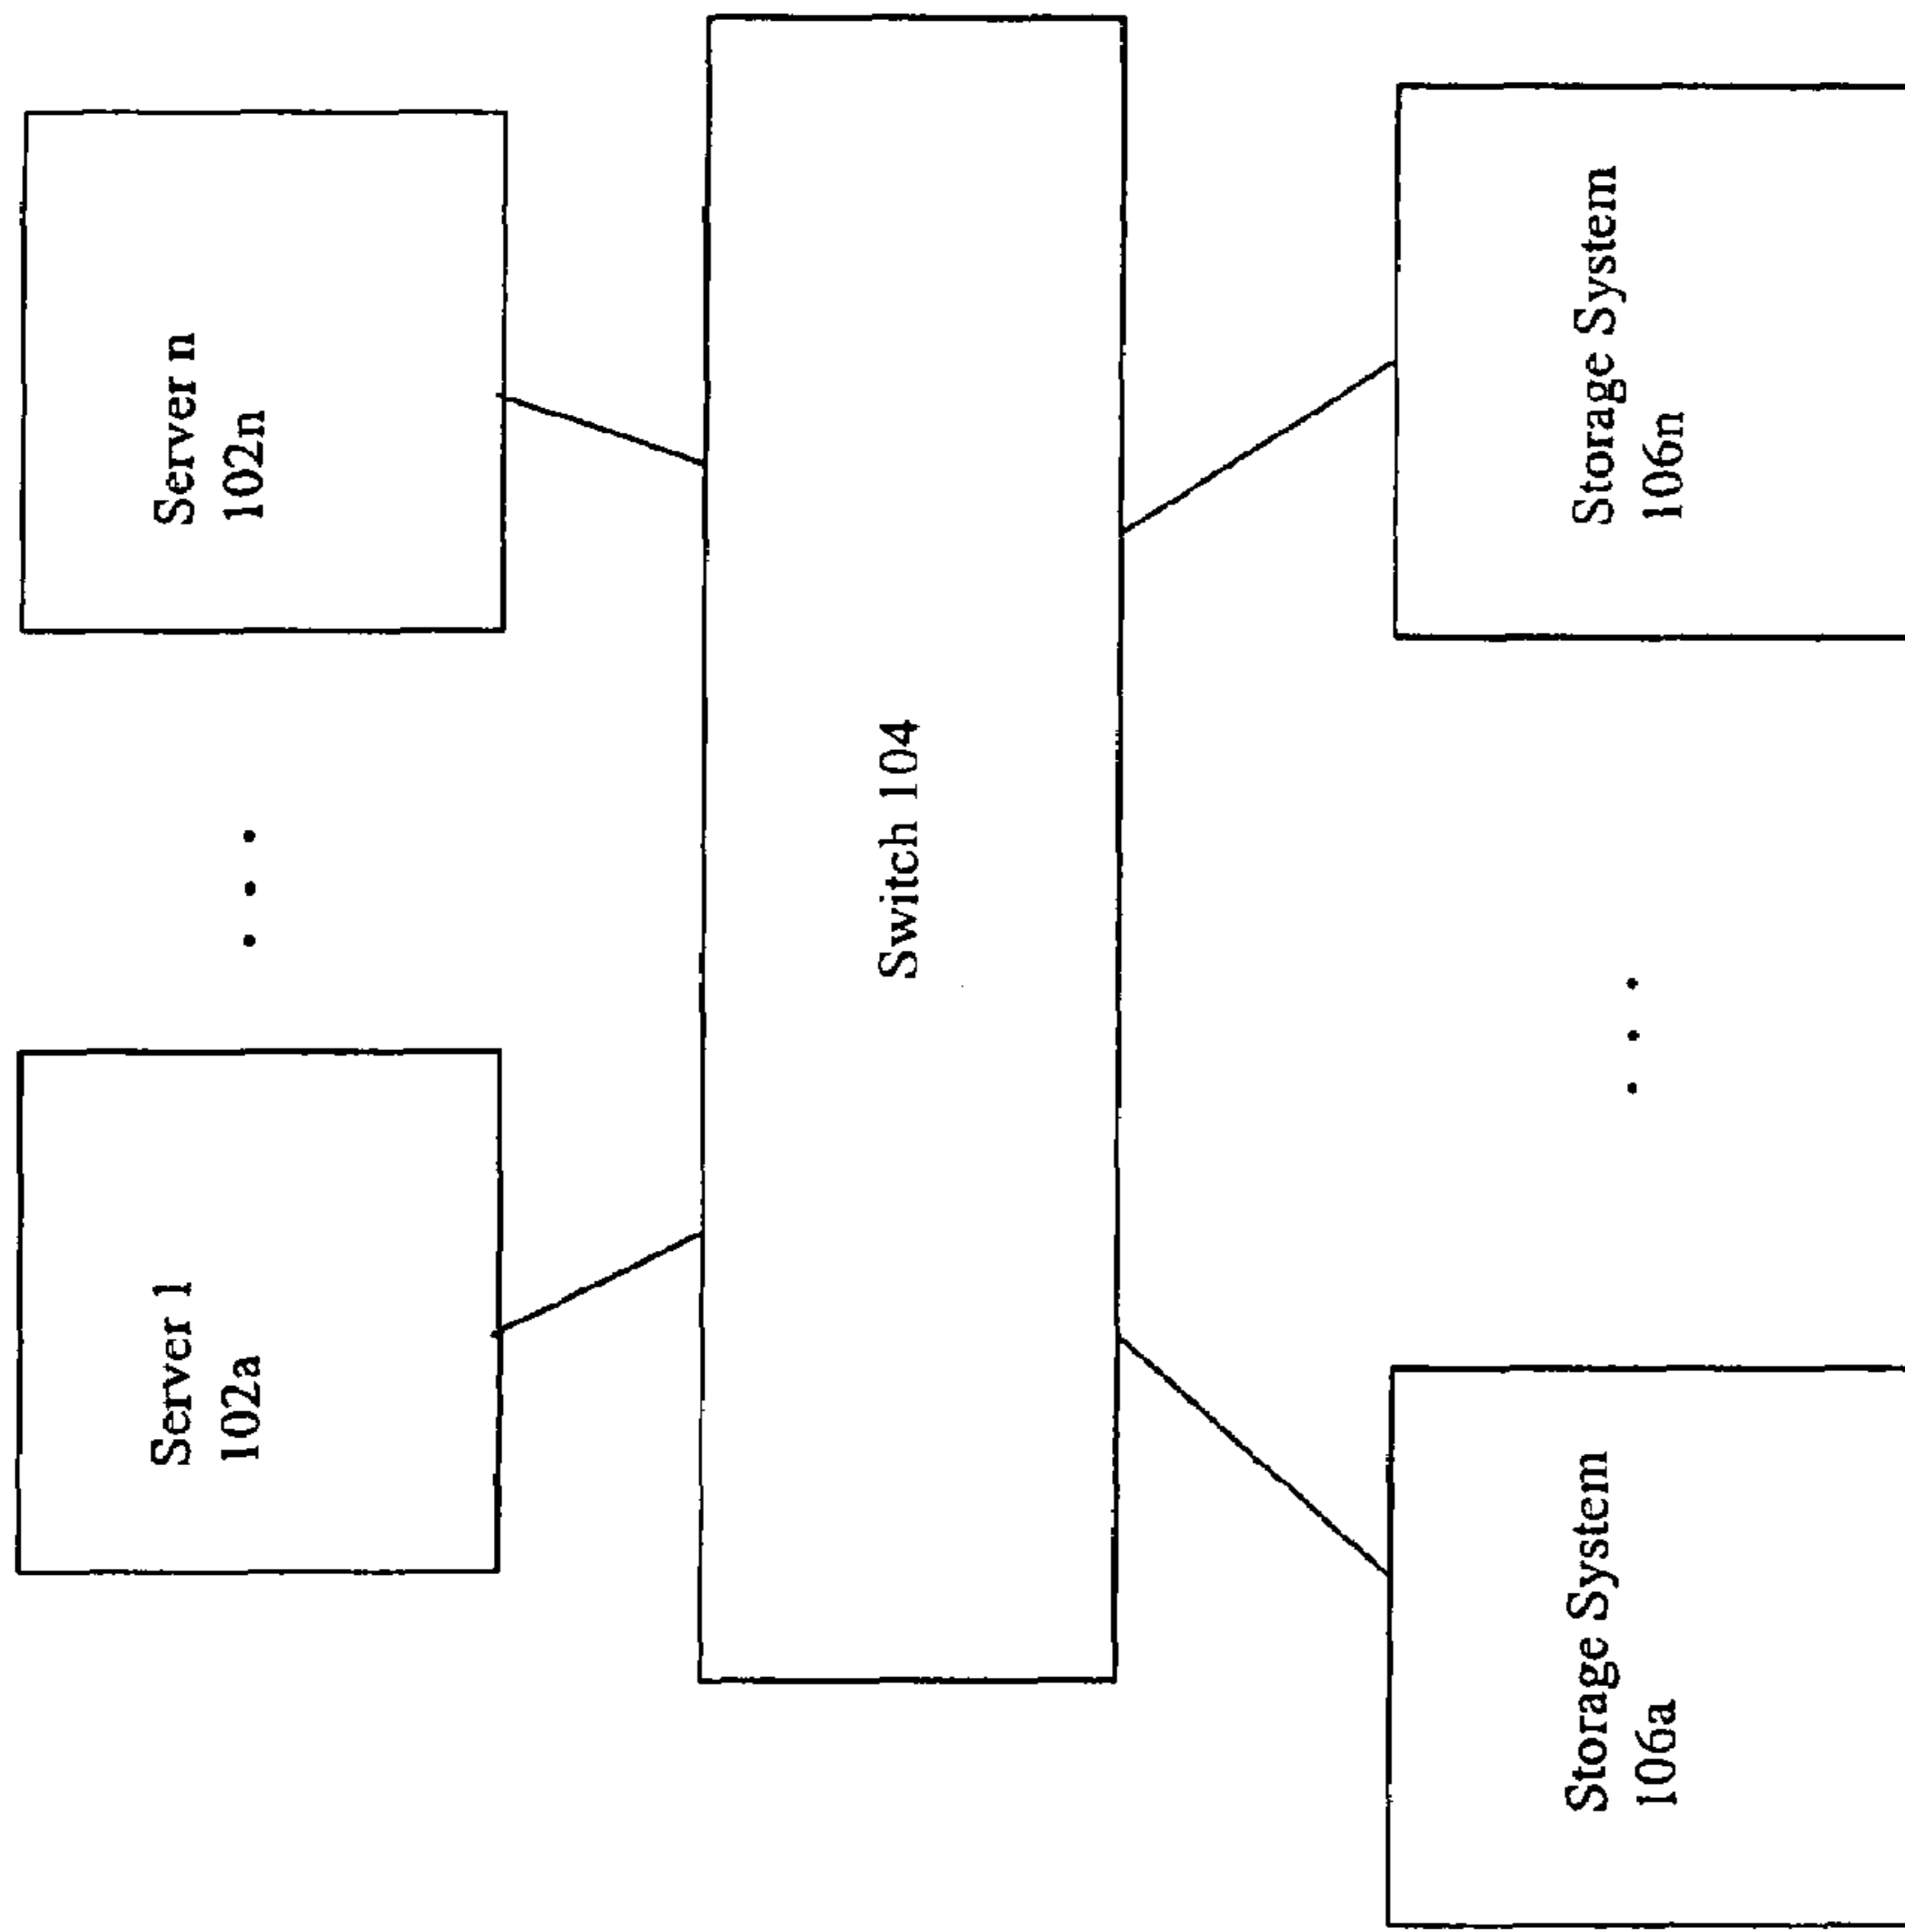 Server 1
102a
. . .
Server n
102n
Switch 104
Storage System
106a
. . .
Storage System
106n